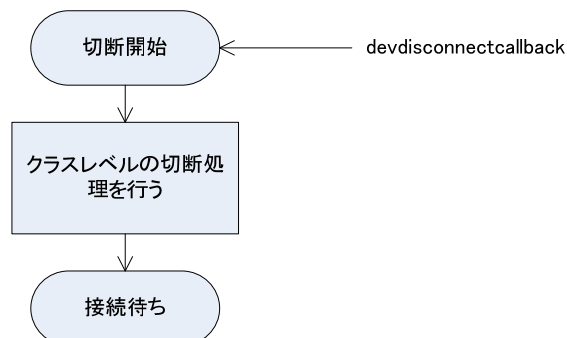 切断開始
devdisconnectcallback
クラスレベルの切断処
理を行う
接続待ち